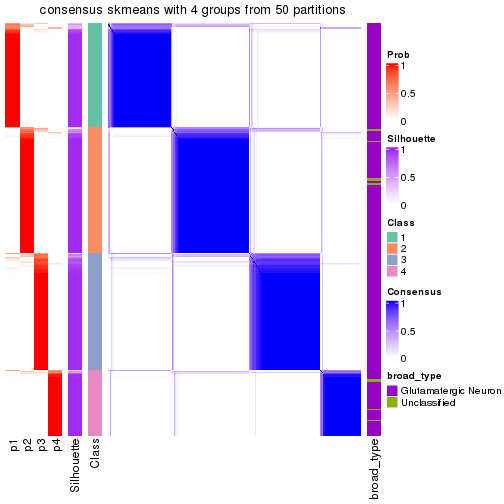 consensus skmeans with 4 groups from 50 partitions
Prob
1
0.5
0
Silhouette
1
0.5
0
Class
1
2
3
4
Consensus
1
0.5
0
broad_type
Glutamatergic Neuron
Unclassified
p1
p2
p3
p4
Silhouette
Class
broad_type